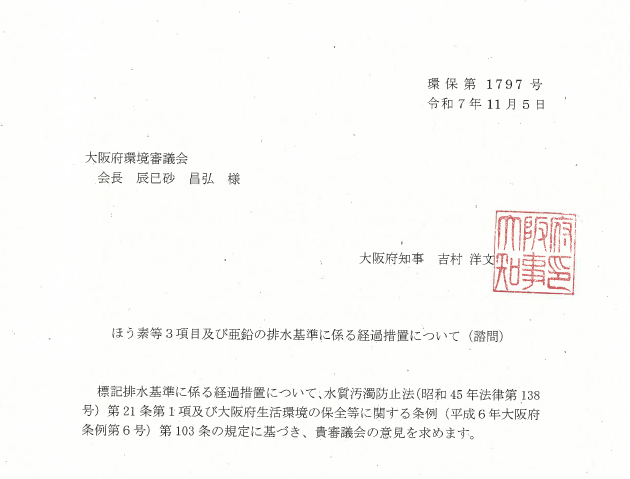 環保第 1797 号
令和7年11月5日
大阪府環境審議会
会長 辰巳砂 昌弘 様
大阪府知事 吉村 洋文
大阪府知事印
ほう素等3項目及び亜鉛の排水基準に係る経過措置について（諮問）
標記排水基準に係る経過措置について、水質汚濁防止法（昭和 45 年法律第 138
号）第 21 条第1項及び大阪府生活環境の保全等に関する条例（平成6年大阪府
条例第6号）第 103 条の規定に基づき、貴審議会の意見を求めます。